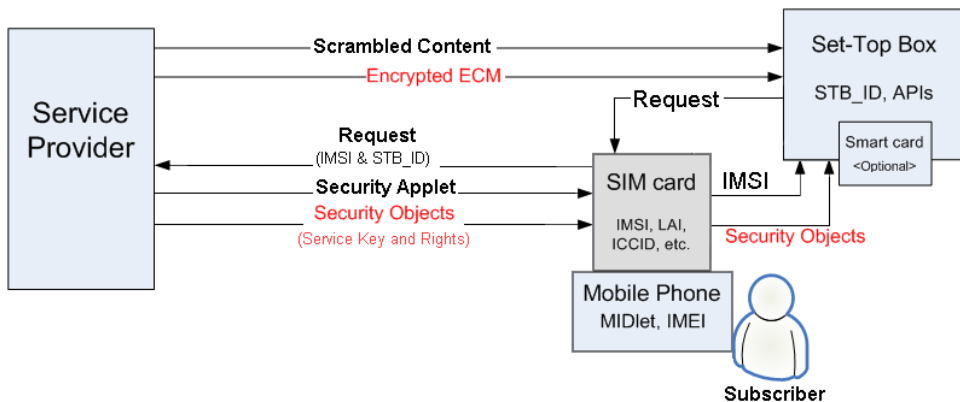 Scrambled Content
Encrypted ECM
Service
Provider
Set-Top Box
STB_ID, APIs
Smart card
<Optional>
Request
Request
(IMSI & STB_ID)
Security Applet
Security Objects
(Service Key and Rights)
SIM card
IMSI, LAI,
ICCID, etc.
IMSI
Security Objects
Mobile Phone
MIDlet, IMEI
Subscriber